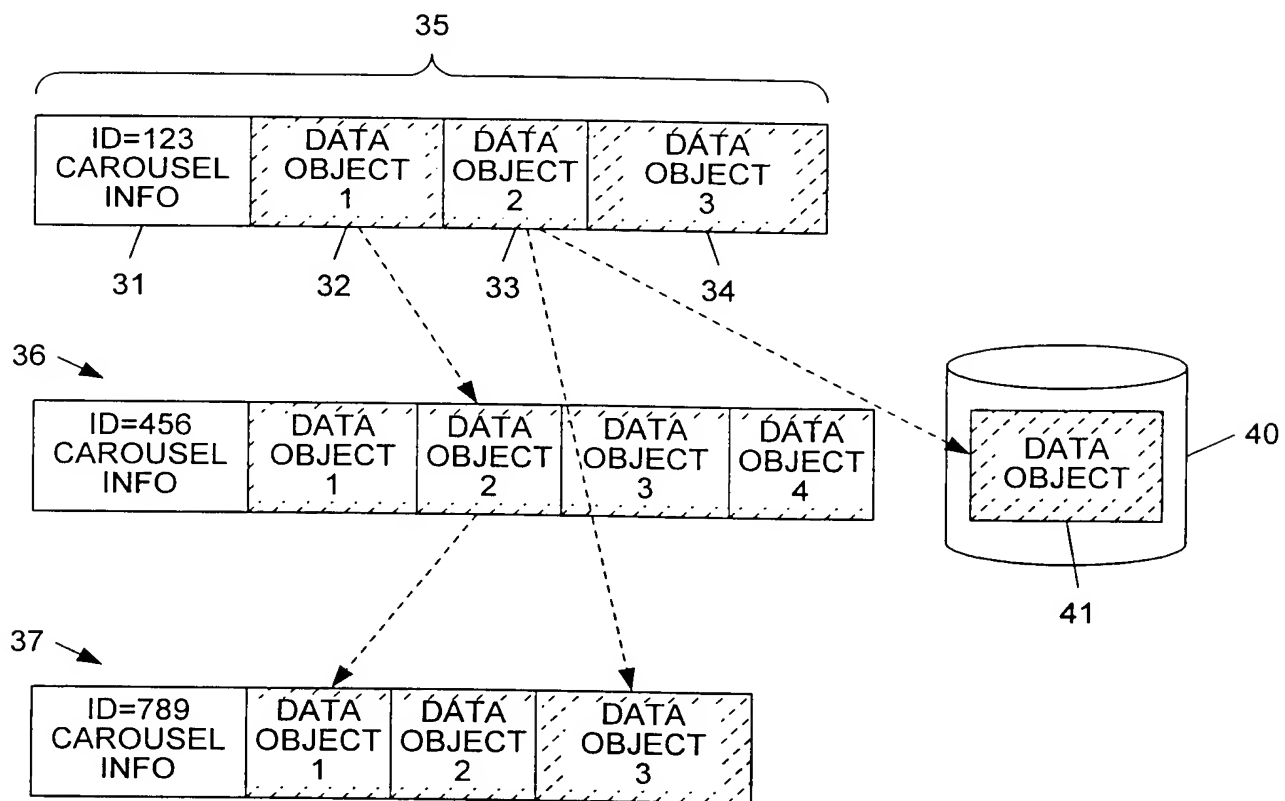 35
ID=123
CAROUSEL
INFO
DATA
OBJECT
1
DATA
OBJECT
2
DATA
OBJECT
3
31
32
33
34
36
ID=456
CAROUSEL
INFO
DATA
OBJECT
1
DATA
OBJECT
2
DATA
OBJECT
3
DATA
OBJECT
4
DATA
OBJECT
40
41
37
ID=789
CAROUSEL
INFO
DATA
OBJECT
1
DATA
OBJECT
2
DATA
OBJECT
3